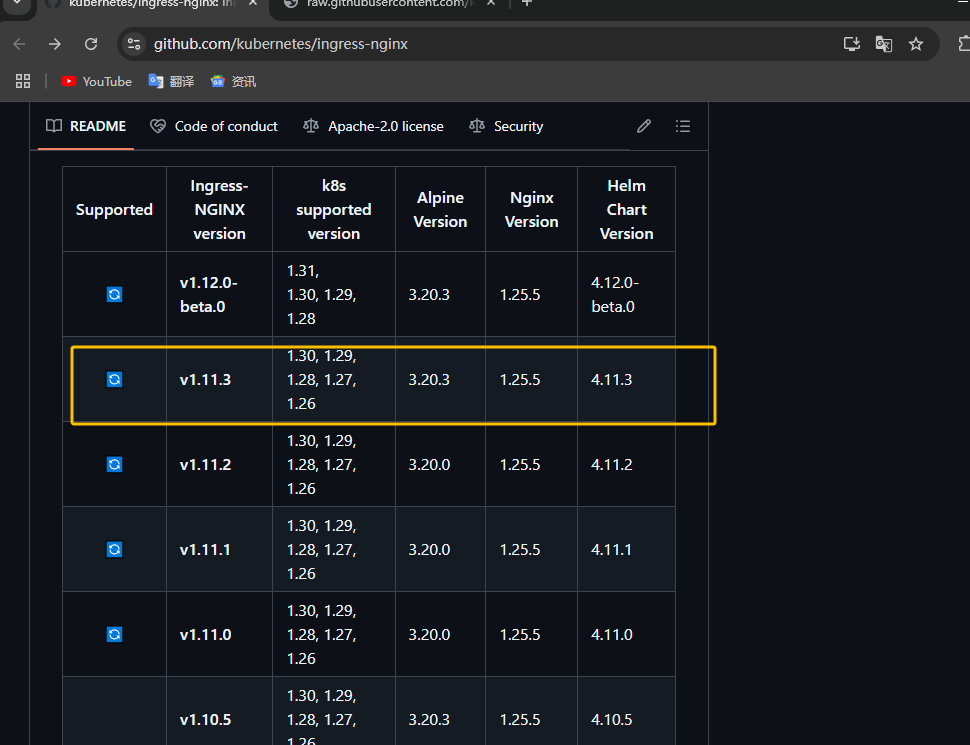 kubernetes/ingress-nginx: In
raw.githubusercontent.com/
github.com/kubernetes/ingress-nginx
YouTube
翻译
资讯
README
Code of conduct
Apache-2.0 license
Security
Supported
Ingress-
NGINX
version
k8s
supported
version
Alpine
Version
Nginx
Version
Helm
Chart
Version
v1.12.0-
beta.0
1.31,
1.30, 1.29,
1.28
3.20.3
1.25.5
4.12.0-
beta.0
v1.11.3
1.30, 1.29,
1.28, 1.27,
1.26
3.20.3
1.25.5
4.11.3
v1.11.2
1.30, 1.29,
1.28, 1.27,
1.26
3.20.0
1.25.5
4.11.2
v1.11.1
1.30, 1.29,
1.28, 1.27,
1.26
3.20.0
1.25.5
4.11.1
v1.11.0
1.30, 1.29,
1.28, 1.27,
1.26
3.20.0
1.25.5
4.11.0
v1.10.5
1.30, 1.29,
1.28, 1.27,
1.26
3.20.3
1.25.5
4.10.5